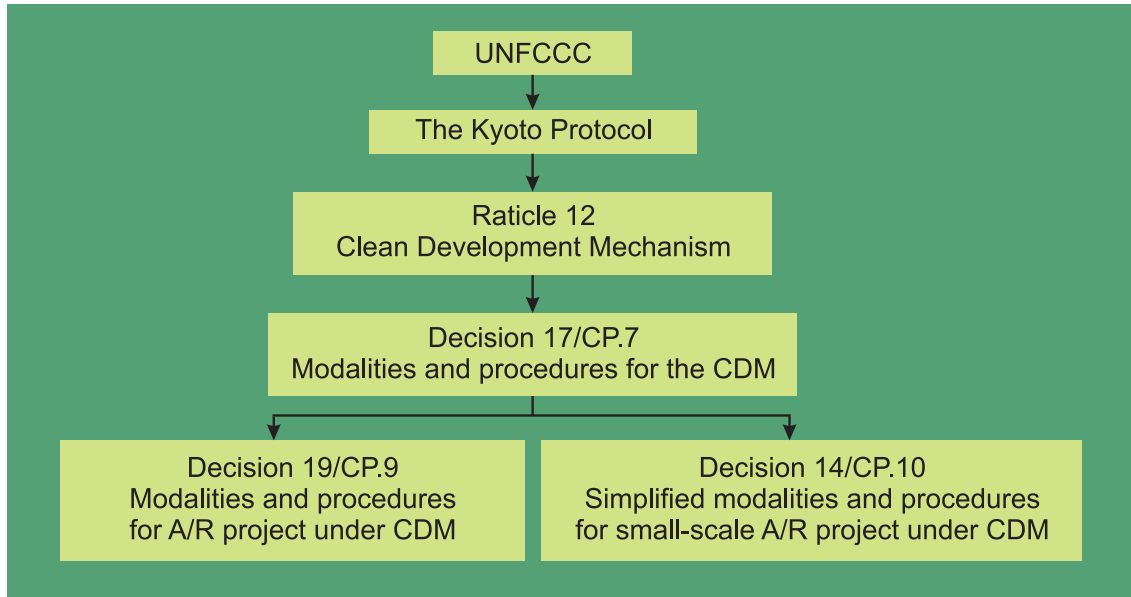 UNFCCC
The Kyoto Protocol
Raticle 12
Clean Development Mechanism
Decision 17/CP.7
Modalities and procedures for the CDM
Decision 19/CP.9
Modalities and procedures
for A/R project under CDM
Decision 14/CP.10
Simplified modalities and procedures
for small-scale A/R project under CDM